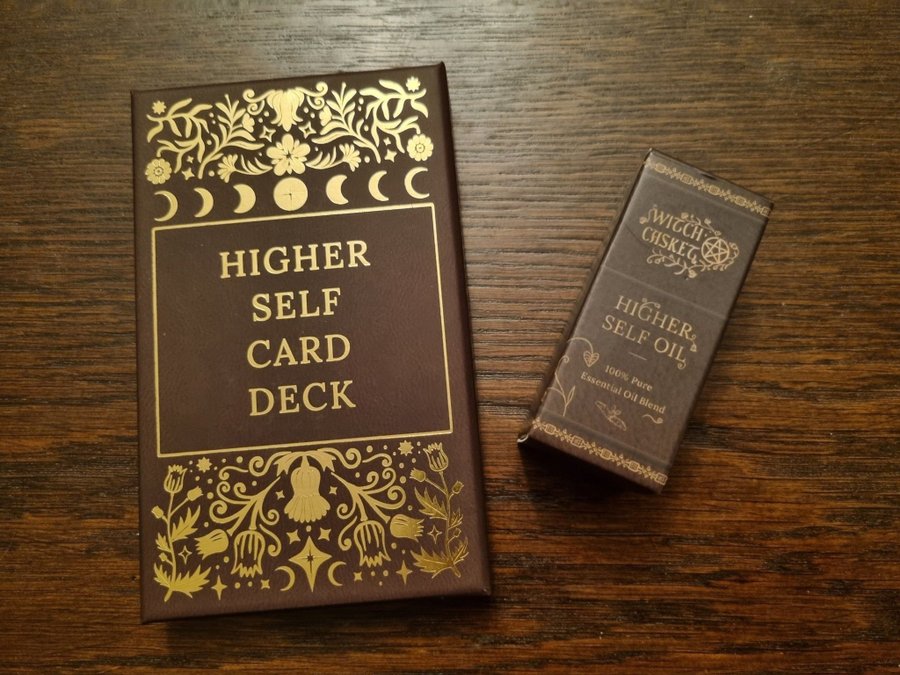 HIGHER
SELF
CARD
DECK
WITCH
CASKET
HIGHER
SELF OIL
100% Pure
Essential Oil Blend